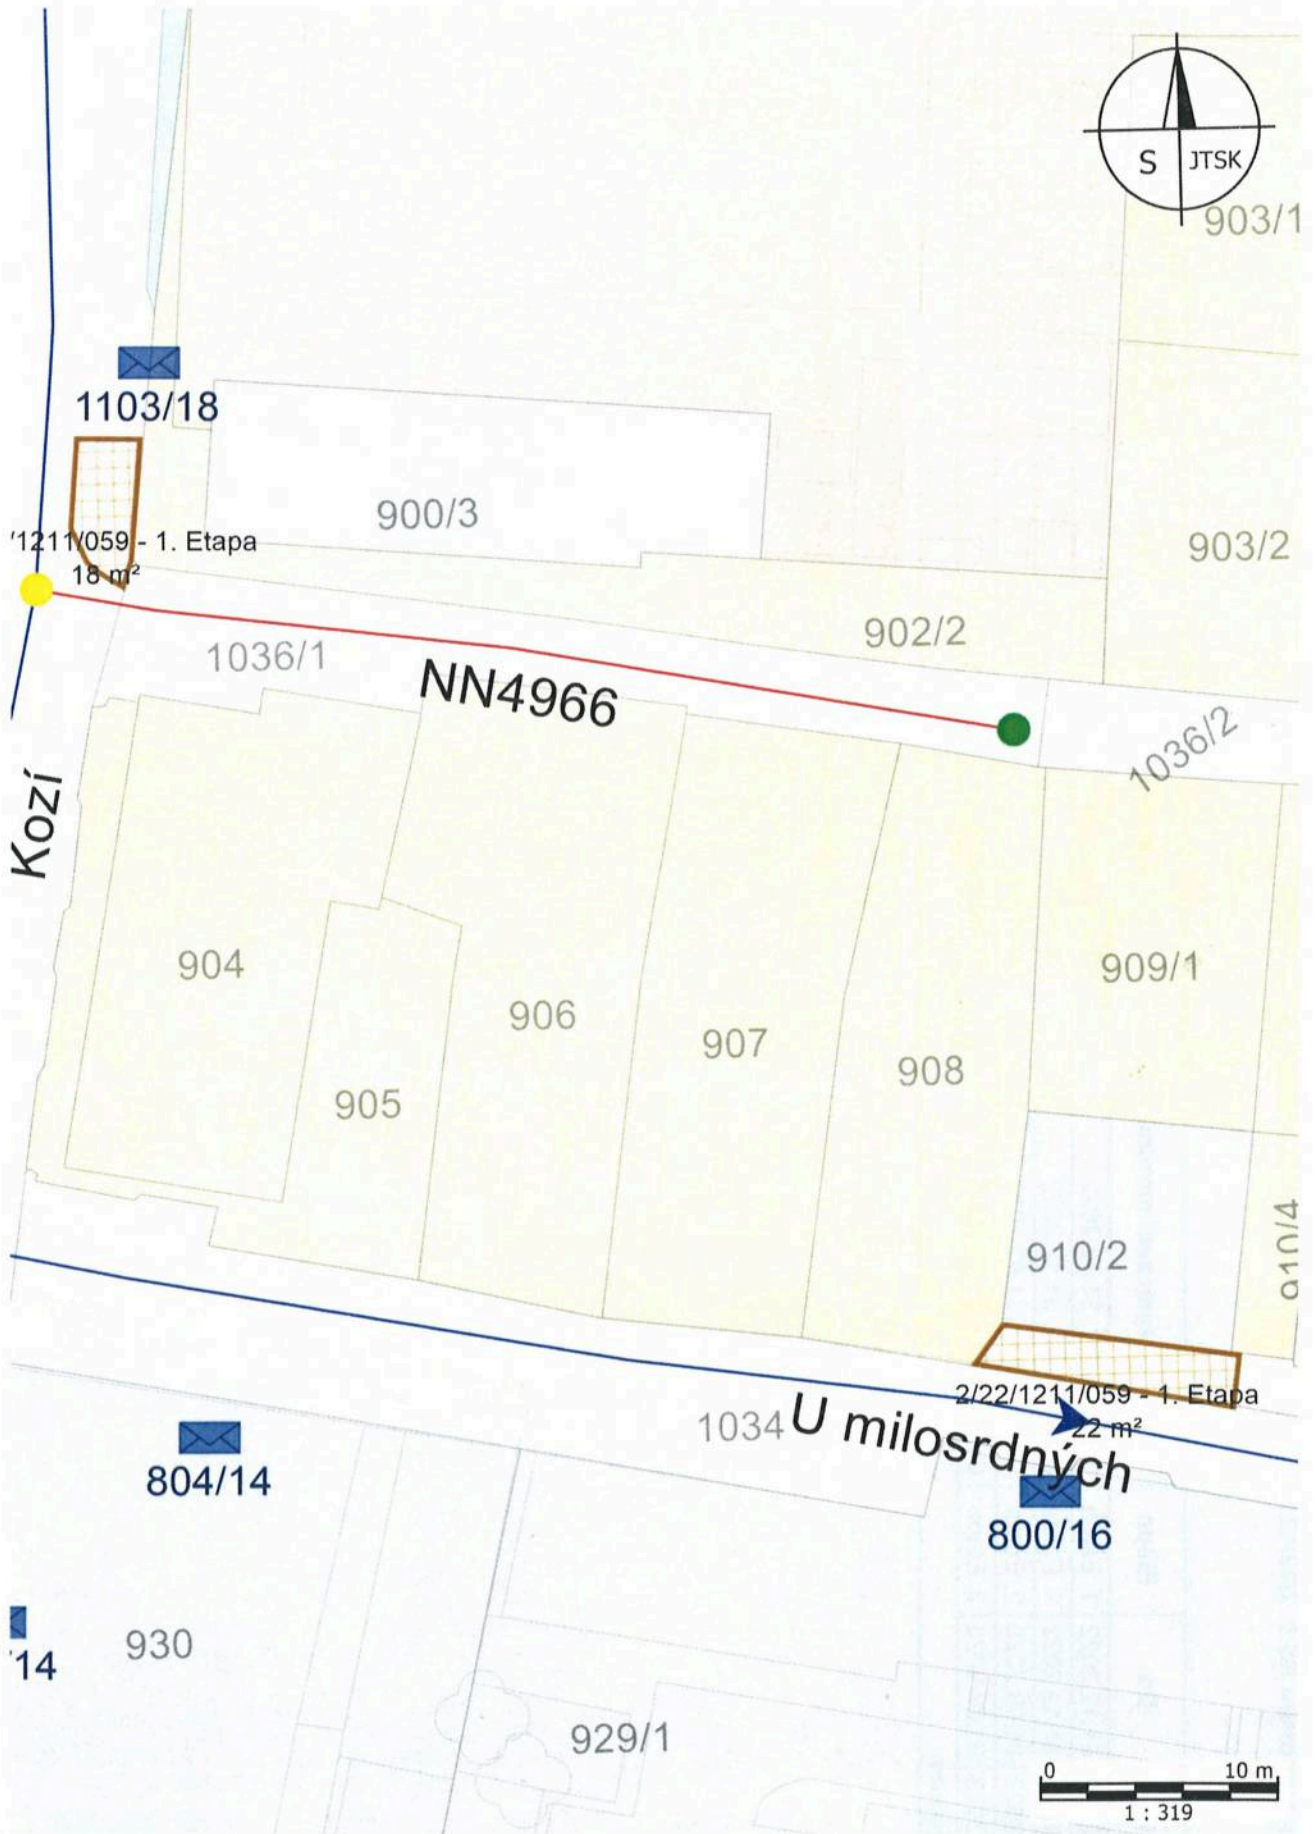 S JTSK
903/1
1103/18
900/3
/1211/059 - 1. Etapa
18 m²
903/2
902/2
1036/1
NN4966
1036/2
Kozí
904
906
907
909/1
908
905
910/2
910/4
2/22/1211/059 - 1. Etapa
22 m²
1034
U milosrdných
804/14
800/16
930
14
929/1
0 10 m
1 : 319